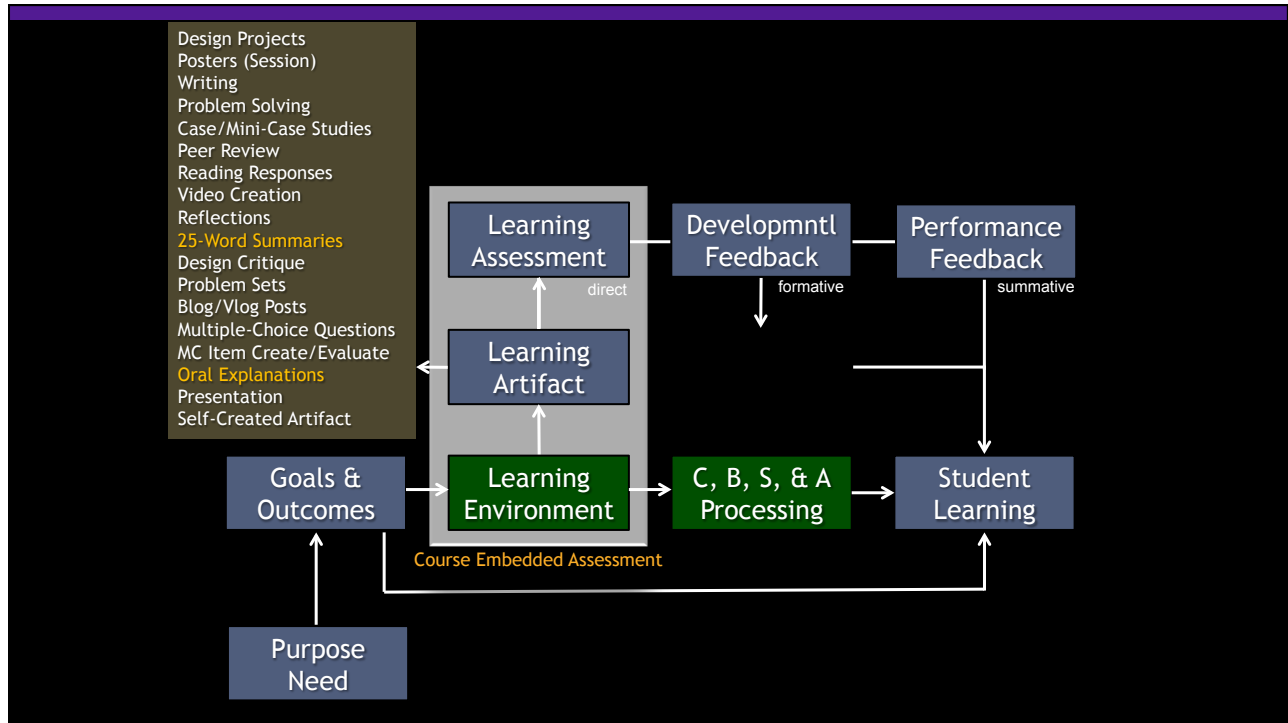 Design Projects
Posters (Session)
Writing
Problem Solving
Case/Mini-Case Studies
Peer Review
Reading Responses
Video Creation
Reflections
25-Word Summaries
Design Critique
Problem Sets
Blog/Vlog Posts
Multiple-Choice Questions
MC Item Create/Evaluate
Oral Explanations
Presentation
Self-Created Artifact
Learning
Assessment
direct
Developmntl
Feedback
formative
Performance
Feedback
summative
Learning
Artifact
Goals &
Outcomes
Learning
Environment
C, B, S, & A
Processing
Student
Learning
Course Embedded Assessment
Purpose
Need